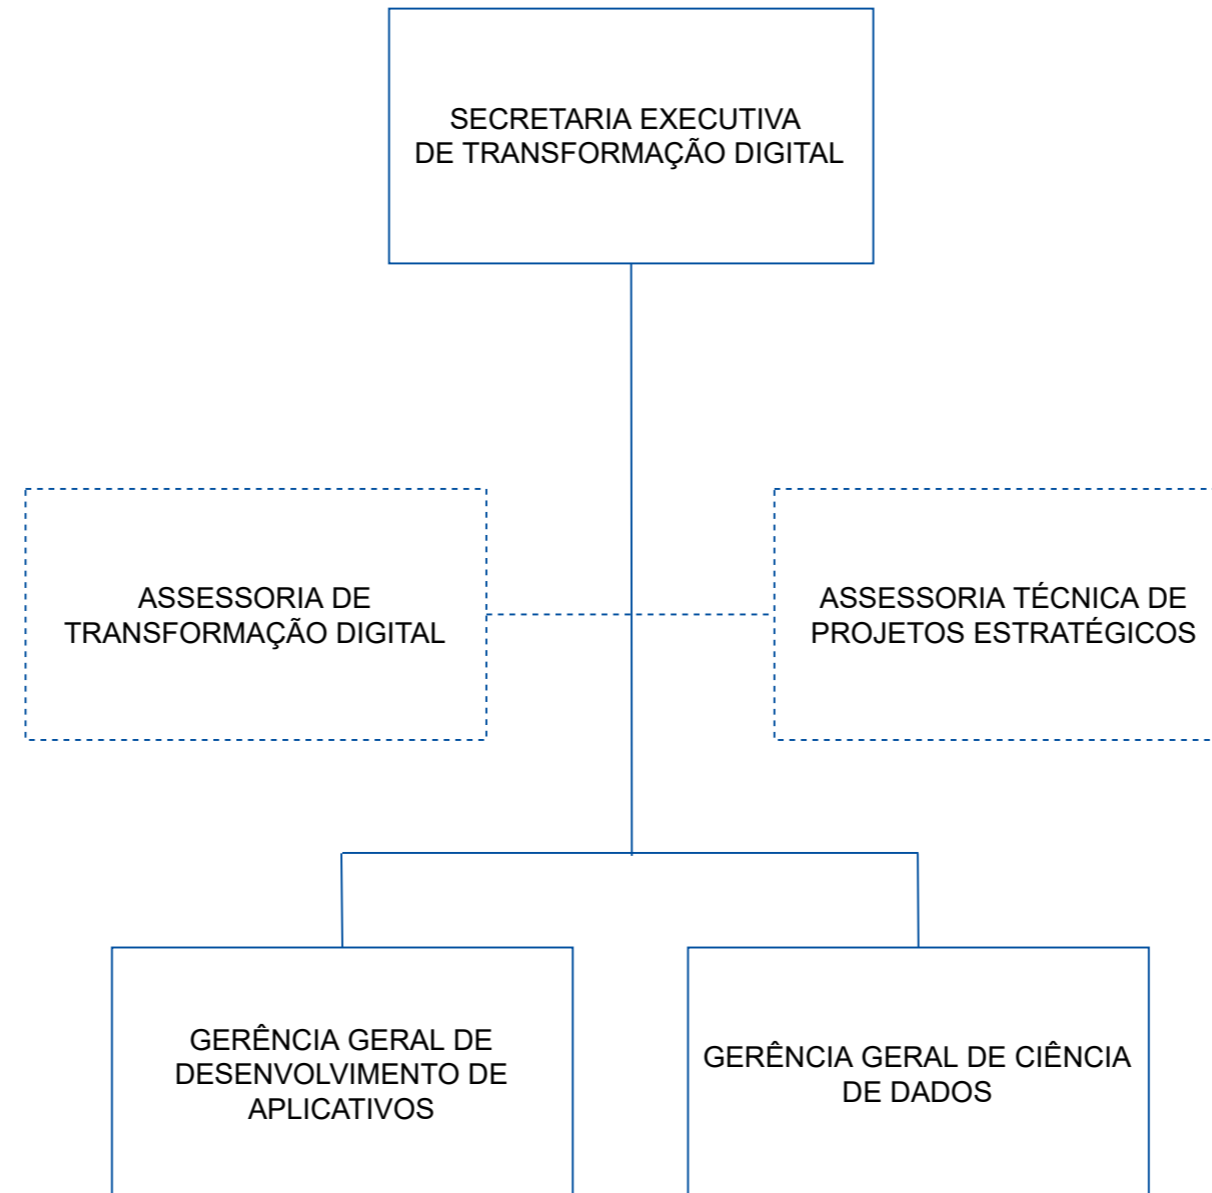 SECRETARIA EXECUTIVA
DE TRANSFORMAÇÃO DIGITAL
ASSESSORIA DE
TRANSFORMAÇÃO DIGITAL
ASSESSORIA TÉCNICA DE
PROJETOS ESTRATÉGICOS
GERÊNCIA GERAL DE
DESENVOLVIMENTO DE
APLICATIVOS
GERÊNCIA GERAL DE CIÊNCIA
DE DADOS